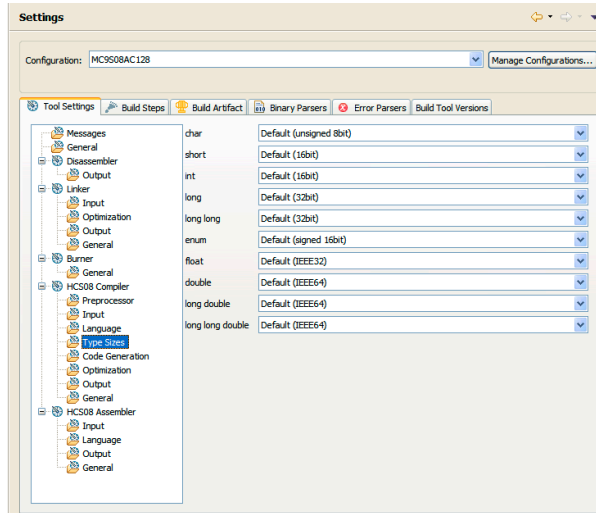 Settings
Configuration: MC9S08AC128 Manage Configurations...
Tool Settings Build Steps Build Artifact Binary Parsers Error Parsers Build Tool Versions
Messages
General
Disassembler
Output
Linker
Input
Optimization
Output
General
Burner
General
HCS08 Compiler
Preprocessor
Input
Language
Type Sizes
Code Generation
Optimization
Output
General
HCS08 Assembler
Input
Language
Output
General
char Default (unsigned 8bit)
short Default (16bit)
int Default (16bit)
long Default (32bit)
long long Default (32bit)
enum Default (signed 16bit)
float Default (IEEE32)
double Default (IEEE64)
long double Default (IEEE64)
long long double Default (IEEE64)